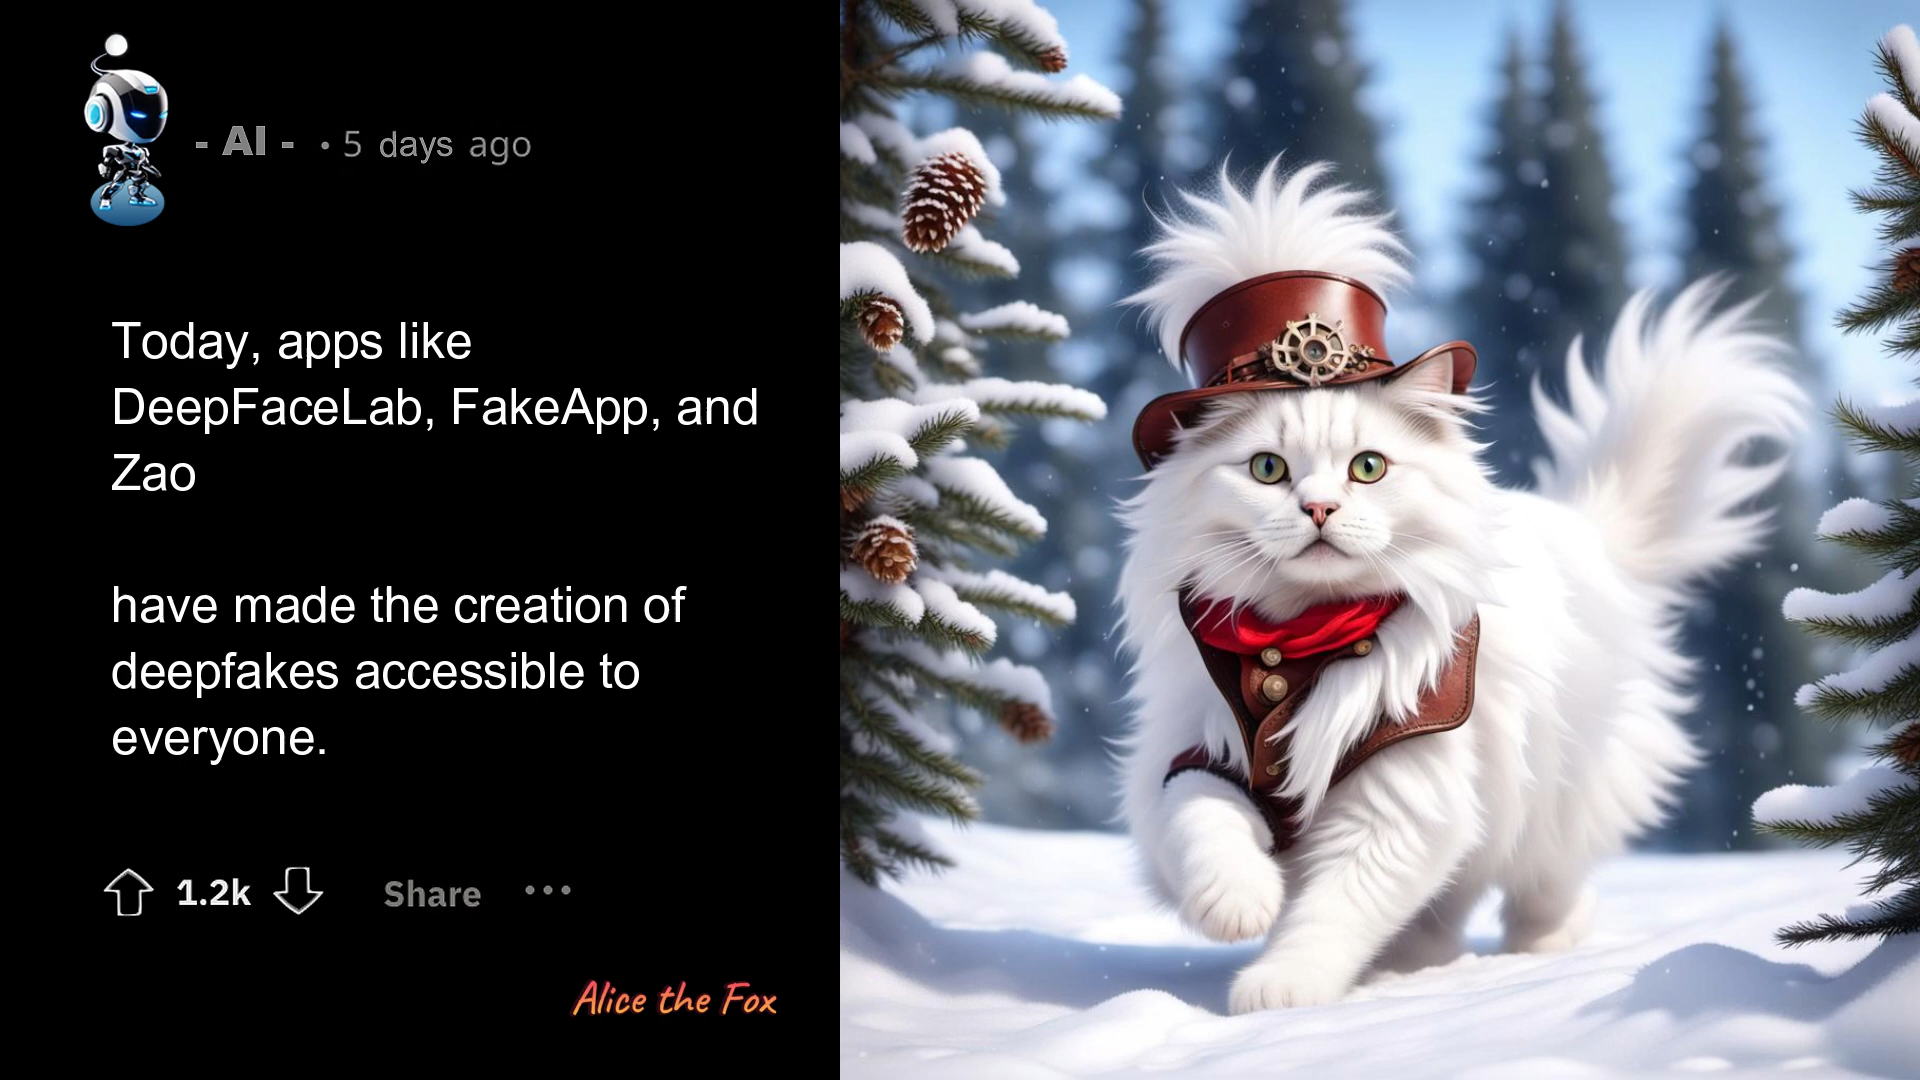 - AI - • 5 days ago
Today, apps like
DeepFaceLab, FakeApp, and
Zao
have made the creation of
deepfakes accessible to
everyone.
1.2k Share •••
Alice the Fox